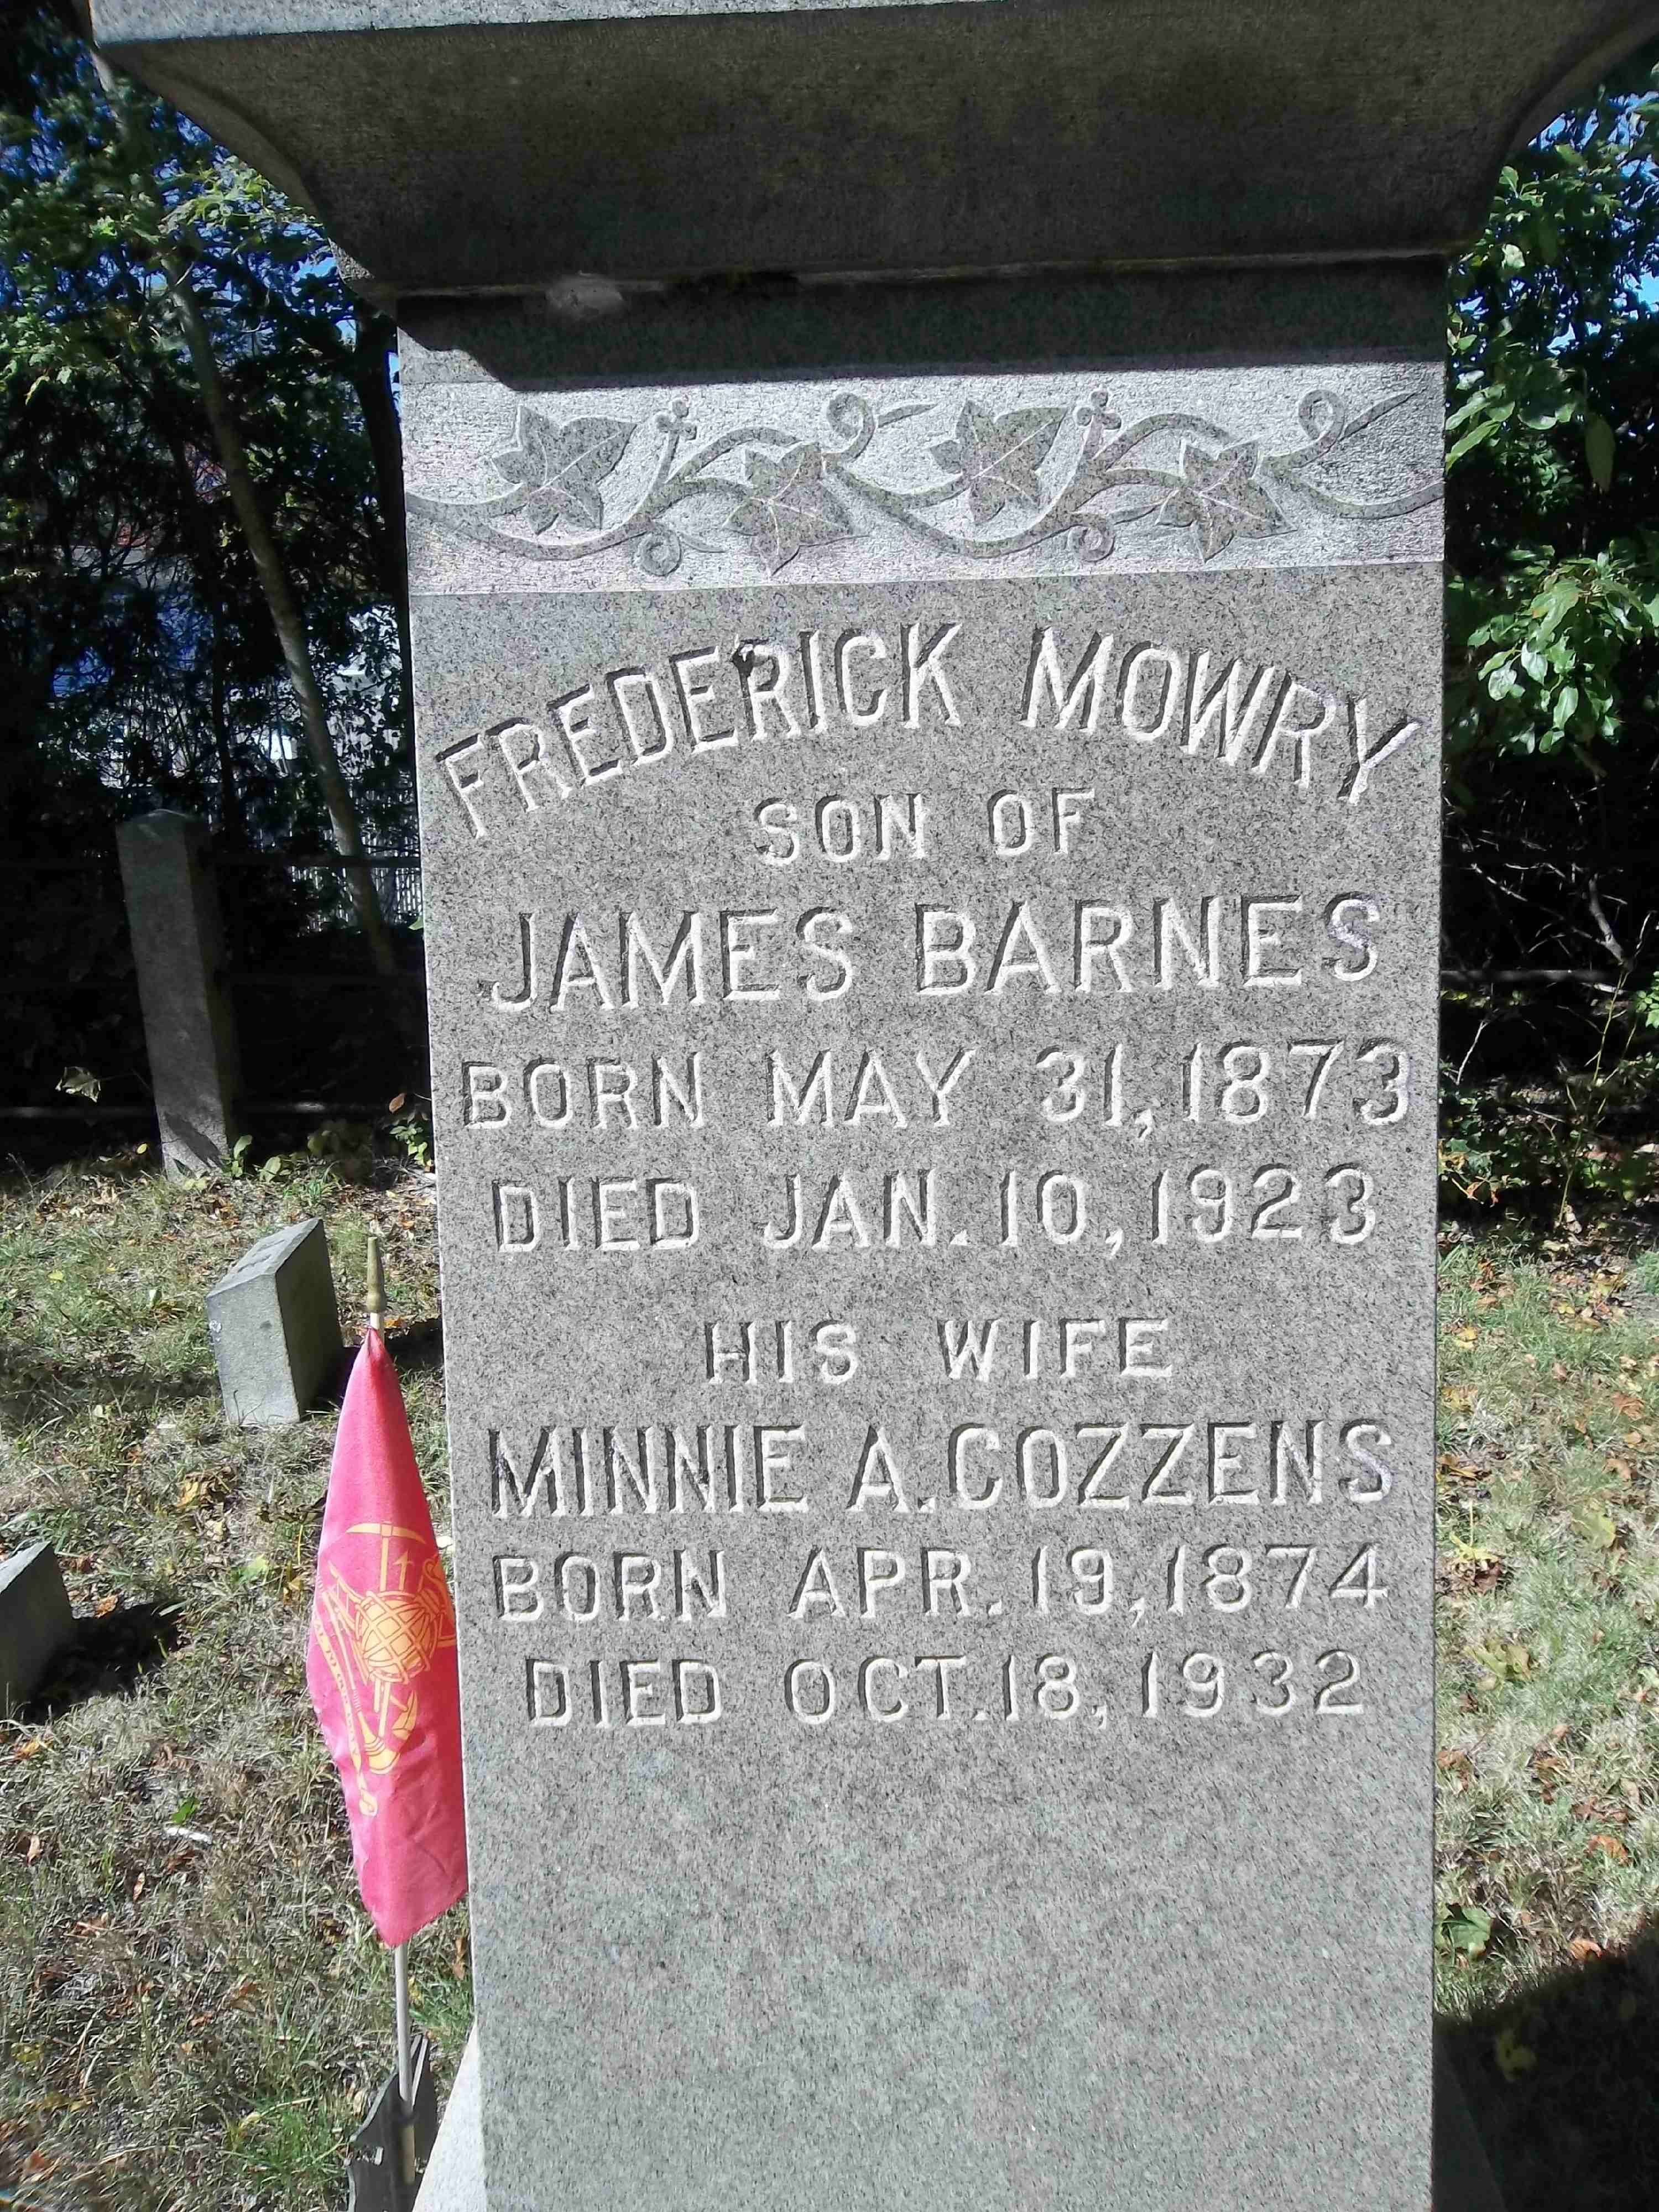 FREDERICK MOWRY
SON OF
JAMES BARNES
BORN MAY 31, 1873
DIED JAN. 10, 1923
HIS WIFE
MINNIE A. COZZENS
BORN APR. 19, 1874
DIED OCT. 18, 1932